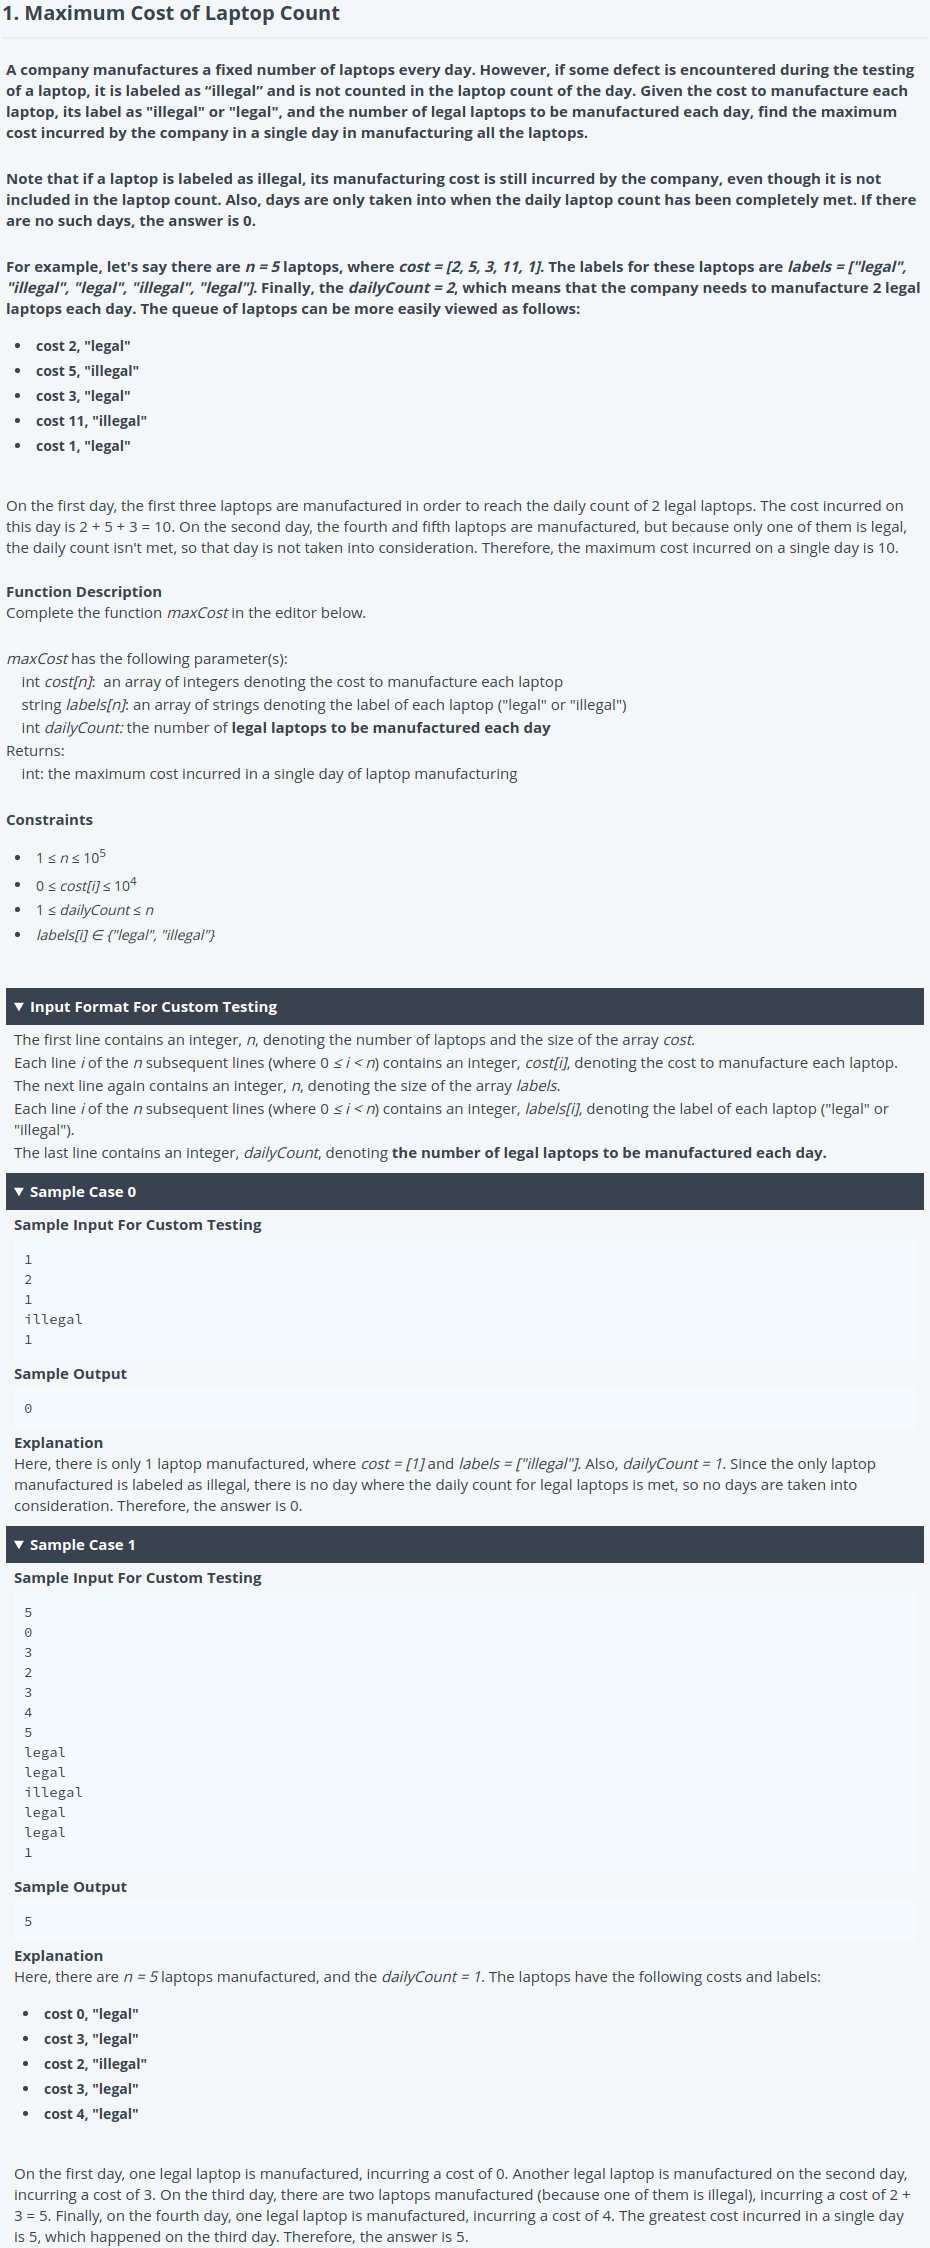 1. Maximum Cost of Laptop Count
A company manufactures a fixed number of laptops every day. However, if some defect is encountered during the testing
of a laptop, it is labeled as “illegal” and is not counted in the laptop count of the day. Given the cost to manufacture each
laptop, its label as "illegal" or "legal", and the number of legal laptops to be manufactured each day, find the maximum
cost incurred by the company in a single day in manufacturing all the laptops.
Note that if a laptop is labeled as illegal, its manufacturing cost is still incurred by the company, even though it is not
included in the laptop count. Also, days are only taken into when the daily laptop count has been completely met. If there
are no such days, the answer is 0.
For example, let's say there are n = 5 laptops, where cost = [2, 5, 3, 11, 1]. The labels for these laptops are labels = ["legal",
"illegal", "legal", "illegal", "legal"]. Finally, the dailyCount = 2, which means that the company needs to manufacture 2 legal
laptops each day. The queue of laptops can be more easily viewed as follows:
• cost 2, "legal"
• cost 5, "illegal"
• cost 3, "legal"
• cost 11, "illegal"
• cost 1, "legal"
On the first day, the first three laptops are manufactured in order to reach the daily count of 2 legal laptops. The cost incurred on
this day is 2 + 5 + 3 = 10. On the second day, the fourth and fifth laptops are manufactured, but because only one of them is legal,
the daily count isn't met, so that day is not taken into consideration. Therefore, the maximum cost incurred on a single day is 10.
Function Description
Complete the function maxCost in the editor below.
maxCost has the following parameter(s):
int cost[n]: an array of integers denoting the cost to manufacture each laptop
string labels[n]: an array of strings denoting the label of each laptop ("legal" or "illegal")
int dailyCount: the number of legal laptops to be manufactured each day
Returns:
int: the maximum cost incurred in a single day of laptop manufacturing
Constraints
• 1 ≤ n ≤ 10⁵
• 0 ≤ cost[i] ≤ 10⁴
• 1 ≤ dailyCount ≤ n
• labels[i] ∈ {"legal", "illegal"}
▼ Input Format For Custom Testing
The first line contains an integer, n, denoting the number of laptops and the size of the array cost.
Each line i of the n subsequent lines (where 0 ≤ i < n) contains an integer, cost[i], denoting the cost to manufacture each laptop.
The next line again contains an integer, n, denoting the size of the array labels.
Each line i of the n subsequent lines (where 0 ≤ i < n) contains an integer, labels[i], denoting the label of each laptop ("legal" or
"illegal").
The last line contains an integer, dailyCount, denoting the number of legal laptops to be manufactured each day.
▼ Sample Case 0
Sample Input For Custom Testing
1
2
1
illegal
1
Sample Output
0
Explanation
Here, there is only 1 laptop manufactured, where cost = [1] and labels = ["illegal"]. Also, dailyCount = 1. Since the only laptop
manufactured is labeled as illegal, there is no day where the daily count for legal laptops is met, so no days are taken into
consideration. Therefore, the answer is 0.
▼ Sample Case 1
Sample Input For Custom Testing
5
0
3
2
3
4
5
legal
legal
illegal
legal
legal
1
Sample Output
5
Explanation
Here, there are n = 5 laptops manufactured, and the dailyCount = 1. The laptops have the following costs and labels:
• cost 0, "legal"
• cost 3, "legal"
• cost 2, "illegal"
• cost 3, "legal"
• cost 4, "legal"
On the first day, one legal laptop is manufactured, incurring a cost of 0. Another legal laptop is manufactured on the second day,
incurring a cost of 3. On the third day, there are two laptops manufactured (because one of them is illegal), incurring a cost of 2 +
3 = 5. Finally, on the fourth day, one legal laptop is manufactured, incurring a cost of 4. The greatest cost incurred in a single day
is 5, which happened on the third day. Therefore, the answer is 5.